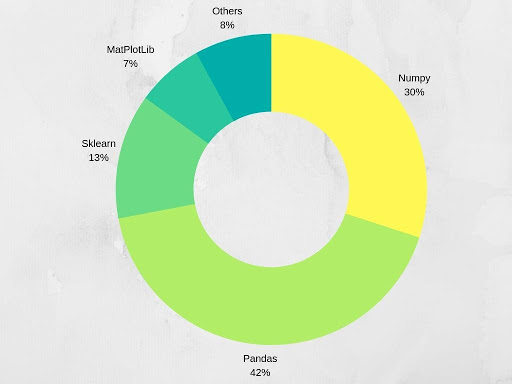 Others
8%
MatPlotLib
7%
Numpy
30%
Sklearn
13%
Pandas
42%